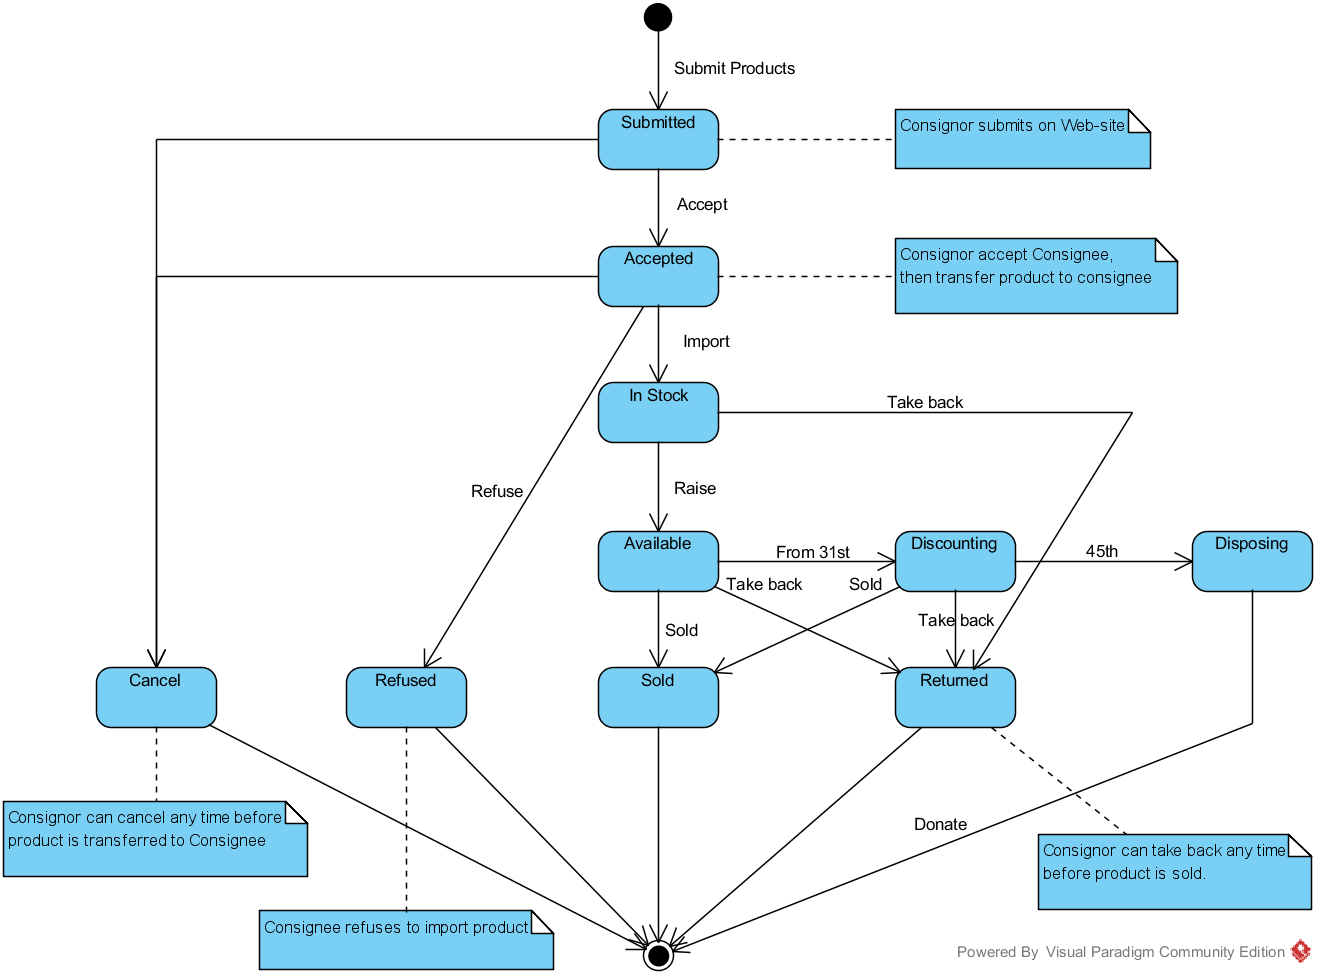 Submit Products
Submitted
Consignor submits on Web-site
Accept
Accepted
Consignor accept Consignee,
then transfer product to consignee
Import
In Stock
Take back
Refuse
Raise
Available
From 31st
Discounting
45th
Disposing
Take back
Sold
Take back
Sold
Cancel
Refused
Sold
Returned
Consignor can cancel any time before
product is transferred to Consignee
Donate
Consignor can take back any time
before product is sold.
Consignee refuses to import product
Powered By Visual Paradigm Community Edition